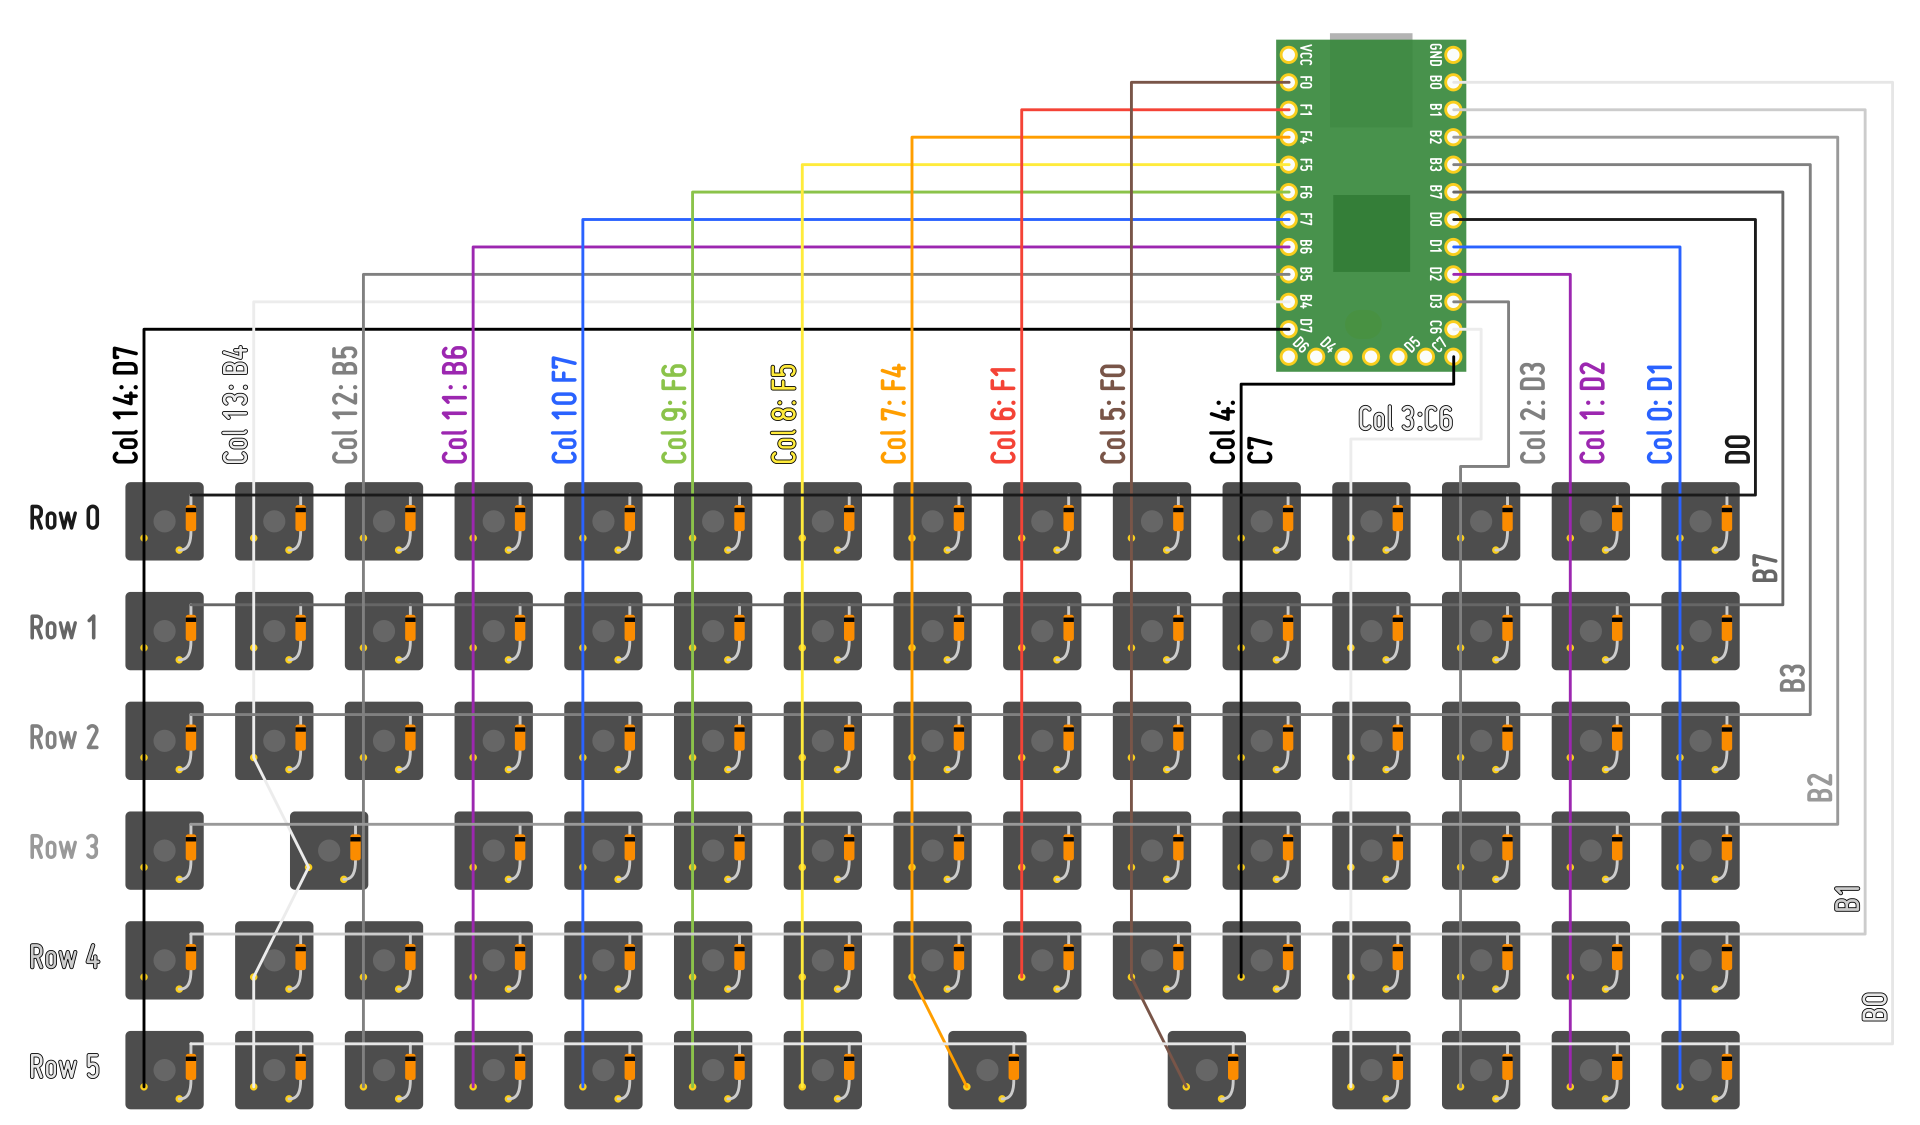 VCC
GND
F0
B0
F1
B1
F4
B2
F5
B3
F6
B7
F7
D0
B6
D1
B5
D2
B4
D3
D7
C6
D6
D4
D5
C7
Col 14: D7
Col 13: B4
Col 12: B5
Col 11: B6
Col 10 F7
Col 9: F6
Col 8: F5
Col 7: F4
Col 6: F1
Col 5: F0
Col 4:
C7
Col 3:C6
Col 2: D3
Col 1: D2
Col 0: D1
D0
Row 0
B7
Row 1
B3
Row 2
B2
Row 3
B1
Row 4
B0
Row 5